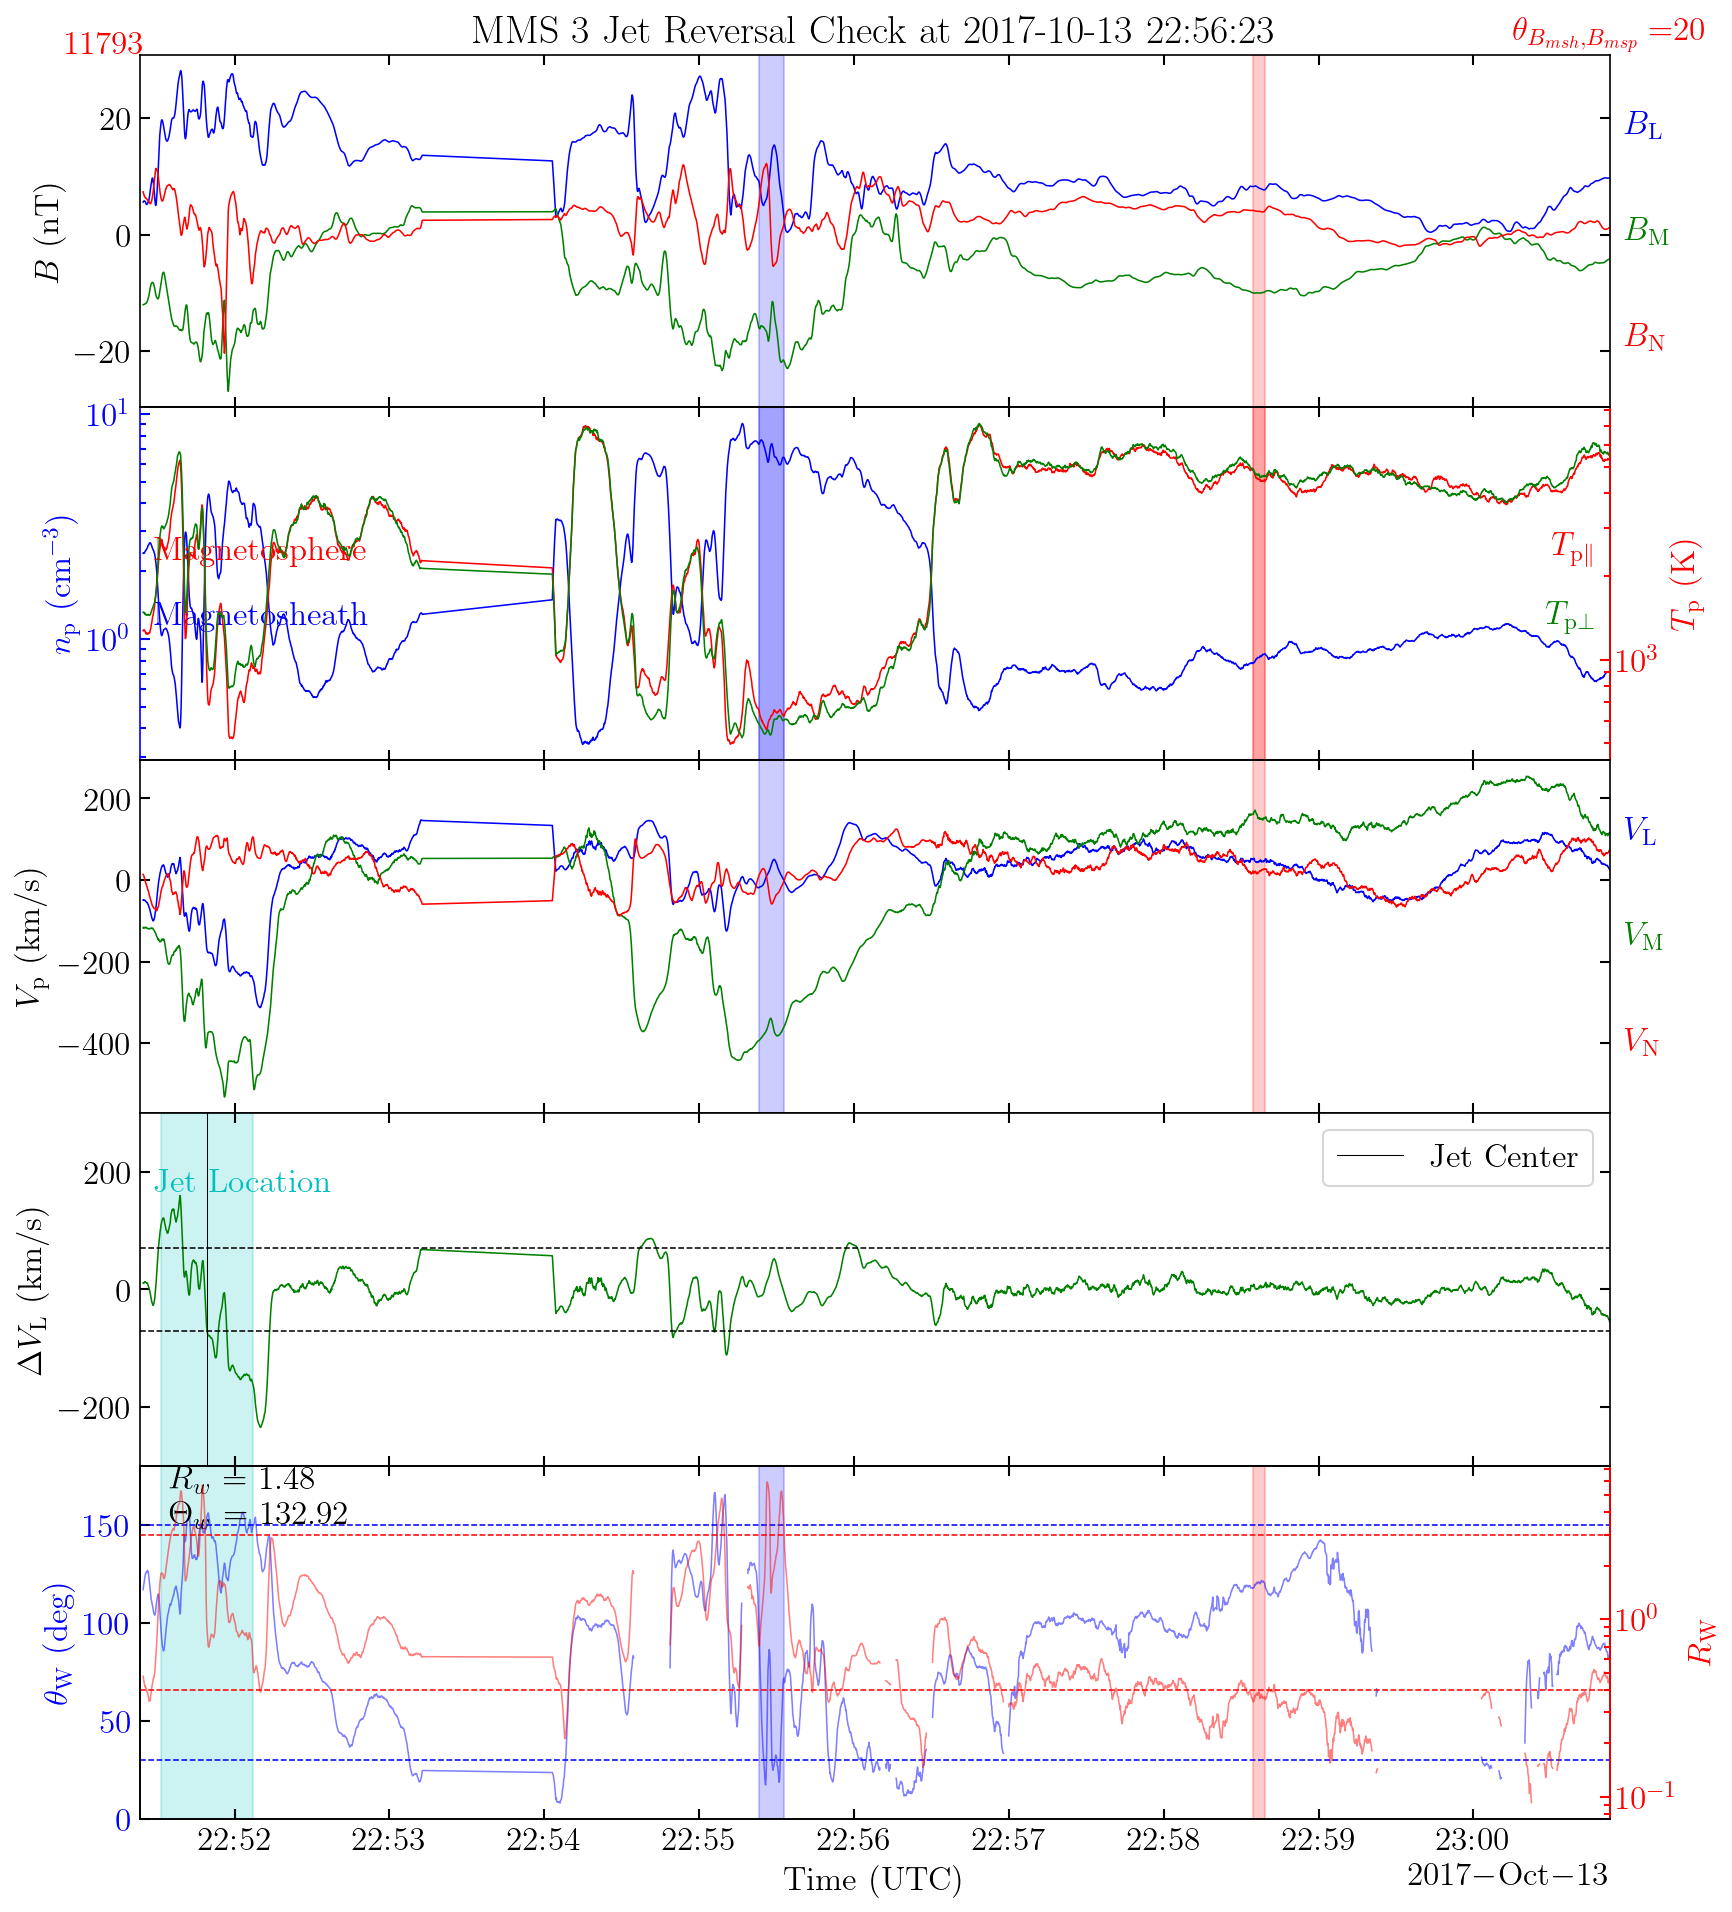 MMS 3 Jet Reversal Check at 2017-10-13 22:56:23
11793
θ_{B_{msh},B_{msp}} =20
20
0
−20
B (nT)
B_L
B_M
B_N
10^1
10^0
n_p (cm^{−3})
Magnetosphere
Magnetosheath
T_{p∥}
T_{p⊥}
10^3
T_p (K)
200
0
−200
−400
V_p (km/s)
V_L
V_M
V_N
200
0
−200
ΔV_L (km/s)
Jet Location
Jet Center
R_w = 1.48
Θ_w = 132.92
150
100
50
0
θ_W (deg)
10^0
10^{−1}
R_W
22:52 22:53 22:54 22:55 22:56 22:57 22:58 22:59 23:00
Time (UTC)
2017−Oct−13